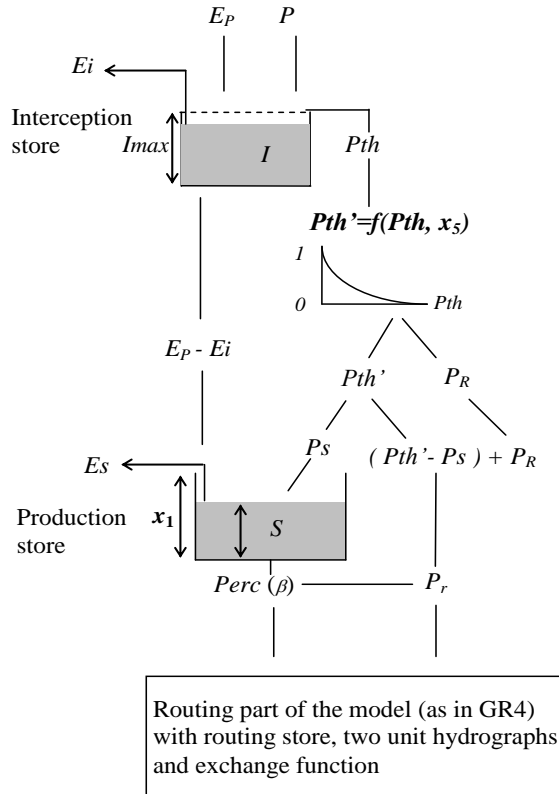 E_P P
Ei
Interception
store
Imax
I
Pth
Pth’=f(Pth, x_5)
1
0
Pth
E_P - Ei
Pth’
P_R
Ps
( Pth’- Ps ) + P_R
Es
Production
store
x_1
S
Perc (β)
P_r
Routing part of the model (as in GR4)
with routing store, two unit hydrographs
and exchange function